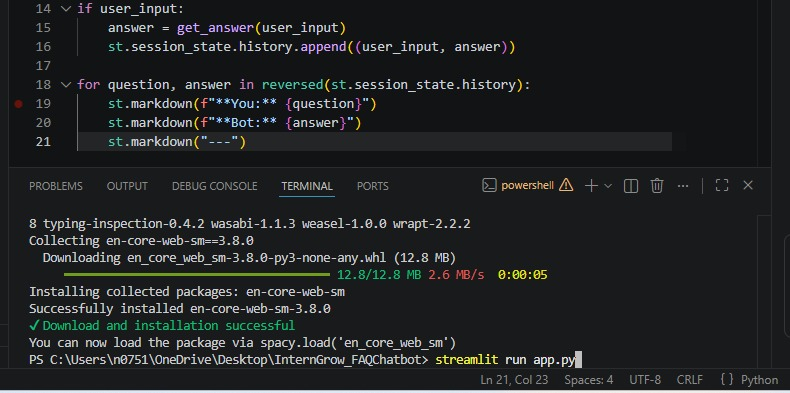 14 if user_input:
15 answer = get_answer(user_input)
16 st.session_state.history.append((user_input, answer))
17
18 for question, answer in reversed(st.session_state.history):
19 st.markdown(f"**You:** {question}")
20 st.markdown(f"**Bot:** {answer}")
21 st.markdown("---")
PROBLEMS OUTPUT DEBUG CONSOLE TERMINAL PORTS powershell
8 typing-inspection-0.4.2 wasabi-1.1.3 weasel-1.0.0 wrapt-2.2.2
Collecting en-core-web-sm==3.8.0
Downloading en_core_web_sm-3.8.0-py3-none-any.whl (12.8 MB)
12.8/12.8 MB 2.6 MB/s 0:00:05
Installing collected packages: en-core-web-sm
Successfully installed en-core-web-sm-3.8.0
✔ Download and installation successful
You can now load the package via spacy.load('en_core_web_sm')
PS C:\Users\n0751\OneDrive\Desktop\InternGrow_FAQChatbot> streamlit run app.py
Ln 21, Col 23 Spaces: 4 UTF-8 CRLF { } Python